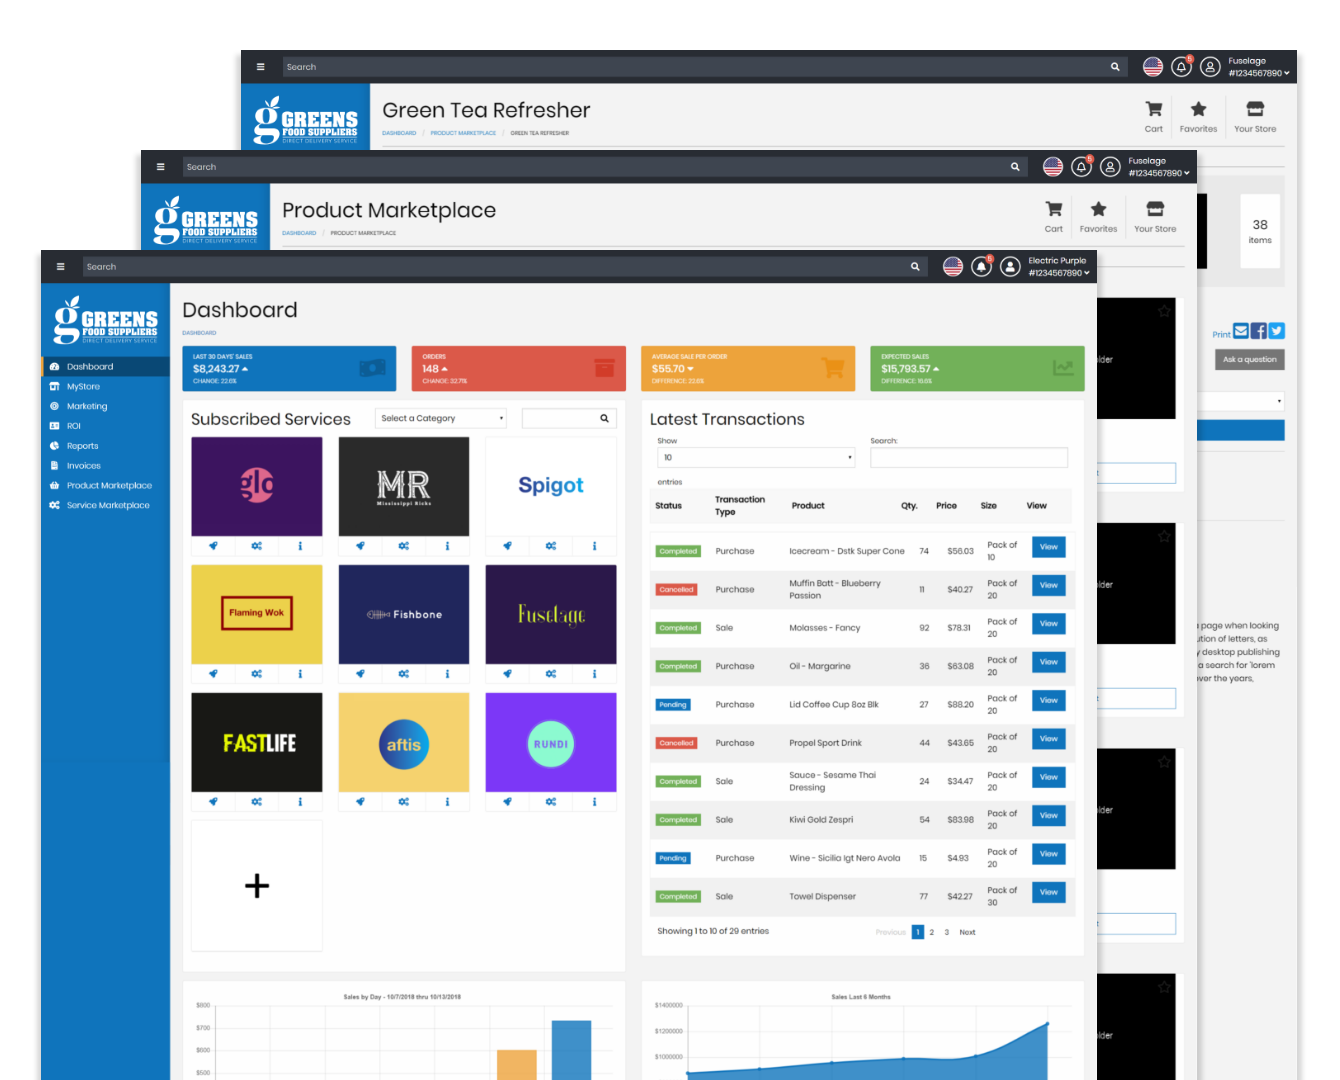 Search
5
Fuselage
#1234567890
GREENS
FOOD SUPPLIERS
DIRECT DELIVERY SERVICE
Green Tea Refresher
DASHBOARD / PRODUCT MARKETPLACE / GREEN TEA REFRESHER
Cart
Favorites
Your Store
38
items
Print
Ask a question
a page when looking
ution of letters, as
y desktop publishing
a search for 'lorem
over the years,
Search
5
Fuselage
#1234567890
GREENS
FOOD SUPPLIERS
DIRECT DELIVERY SERVICE
Product Marketplace
DASHBOARD / PRODUCT MARKETPLACE
Cart
Favorites
Your Store
older
older
older
older
Search
5
Electric Purple
#1234567890
GREENS
FOOD SUPPLIERS
DIRECT DELIVERY SERVICE
Dashboard
MyStore
Marketing
ROI
Reports
Invoices
Product Marketplace
Service Marketplace
Dashboard
DASHBOARD
LAST 30 DAYS' SALES
$8,243.27
CHANGE: 22.6%
ORDERS
148
CHANGE: 32.71%
AVERAGE SALE PER ORDER
$55.70
DIFFERENCE: 22.6%
EXPECTED SALES
$15,793.57
DIFFERENCE: 10.5%
Subscribed Services
Select a Category
glo
MR
Mississippi Ricks
Spigot
Flaming Wok
Fishbone
Fuselage
FASTLIFE
aftis
RUNDI
+
Latest Transactions
Show
10
entries
Search:
Status Transaction Type Product Qty. Price Size View
Completed Purchase Icecream - Dstk Super Cone 74 $56.03 Pack of 10 View
Cancelled Purchase Muffin Batt - Blueberry Passion 11 $40.27 Pack of 20 View
Completed Sale Molasses - Fancy 92 $78.31 Pack of 20 View
Completed Purchase Oil - Margarine 36 $63.08 Pack of 20 View
Pending Purchase Lid Coffee Cup 8oz Blk 27 $88.20 Pack of 20 View
Cancelled Purchase Propel Sport Drink 44 $43.65 Pack of 20 View
Completed Sale Sauce - Sesame Thai Dressing 24 $34.47 Pack of 20 View
Completed Sale Kiwi Gold Zespri 54 $83.98 Pack of 20 View
Pending Purchase Wine - Sicilia Igt Nero Avola 15 $4.93 Pack of 20 View
Completed Sale Towel Dispenser 77 $42.27 Pack of 30 View
Showing 1 to 10 of 29 entries
Previous 1 2 3 Next
Sales by Day - 10/7/2018 thru 10/13/2018
$800
$700
$600
$500
Sales Last 6 Months
$1400000
$1200000
$1000000